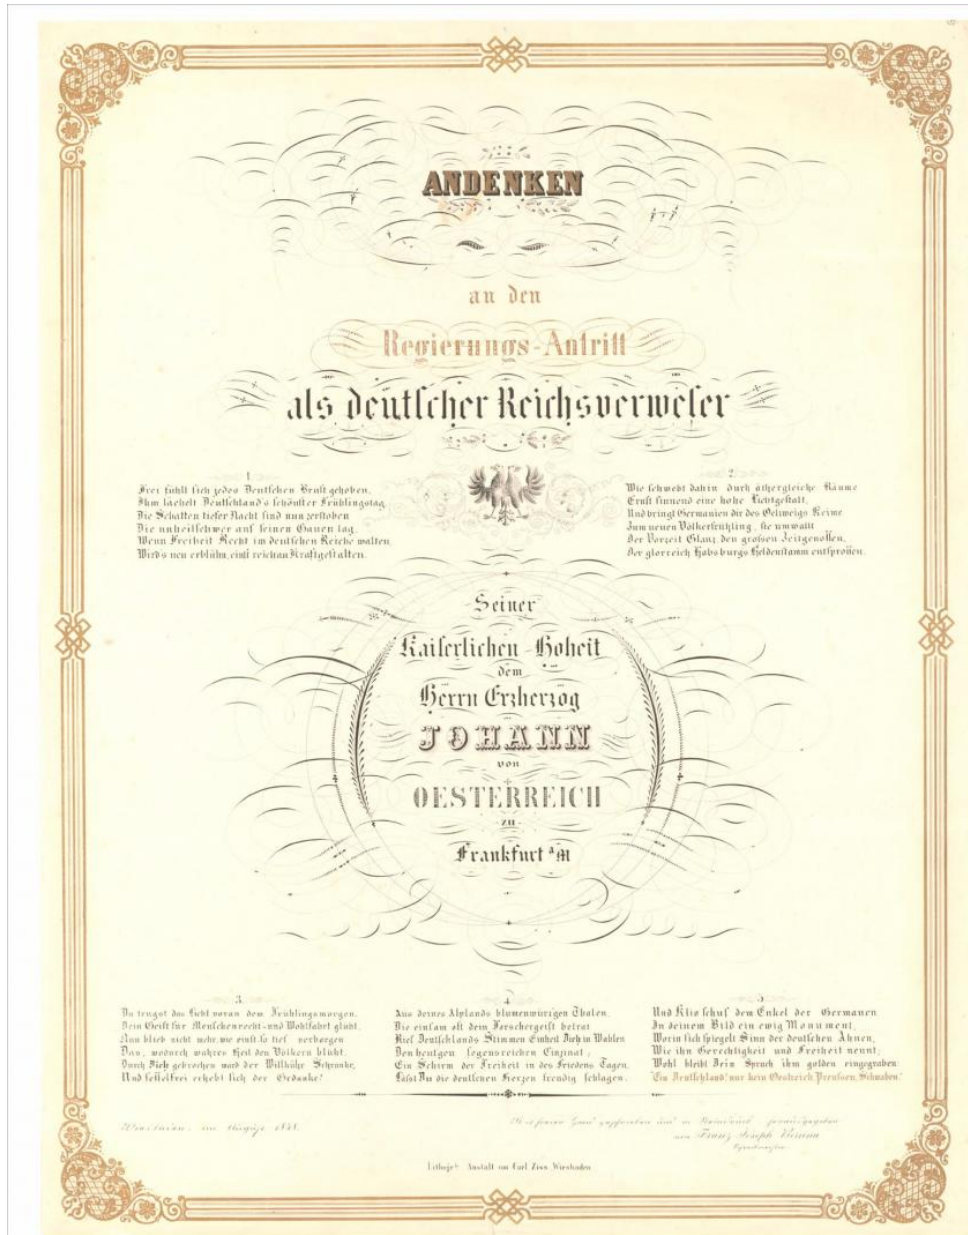 ANDENKEN
an den
Regierungs-Antritt
als deutscher Reichsverweser
1.
Frei fühlt sich jedes Deutschen Brust gehoben,
Ihm lächelt Deutschland's schönster Frühlingstag,
Die Schatten tiefer Nacht sind nun zerstoben
Die unheilschwer auf seinen Gauen lag,
Wenn Freiheit Recht im deutschen Reiche walten
Wird's neu erblühn, einst reich an Kraftgestalten.
2.
Wie schwebt dahin durch äthergleiche Räume
Ernst sinnend eine hohe Lichtgestalt,
Und bringt Germanien dir des Oelzweigs Keime
Zum neuen Völkerfrühling, sie umwallt
Der Vorzeit Glanz, den großen Zeitgenossen,
Der glorreich Habsburgs Heldenstamm entsproßen.
Seiner
Kaiserlichen Hoheit
dem
Herrn Erzherzog
JOHANN
von
OESTERREICH
zu
Frankfurt a/M
3.
Du trugst das Licht voran dem Frühlingsmorgen,
Dein Geist für Menschenrecht und Wohlfahrt glüht,
Nun blieb nicht mehr, wie einst so tief verborgen
Das, wodurch wahres Heil den Völkern blüht.
Durch Dich gebrochen ward der Willkühr Schranke,
Und fesselfrei erhebt sich der Gedanke!
4.
Aus deines Alplands blumenwürigen Thalen,
Die einsam oft dein Forschergeist betrat
Rief Deutschlands Stimmen Einheit Dich in Wahlen
Den heutgen segensreichen Cinzinat;
Ein Schirm der Freiheit in des Friedens Tagen,
Läßt Du die deutschen Herzen freudig schlagen.
5.
Und Klio schuf dem Enkel der Germanen
In deinem Bild ein ewig Monument,
Worin sich spiegelt Sinn der deutschen Ahnen,
Wie ihn Gerechtigkeit und Freiheit nennt;
Wohl bleibt Dein Spruch ihm golden eingegraben:
"Ein Deutschland! nur kein Oestreich, Preussen, Schwaben."
Wiesbaden, im August 1848.
von Franz Joseph
Lithogr. Anstalt von Carl Ziss Wiesbaden